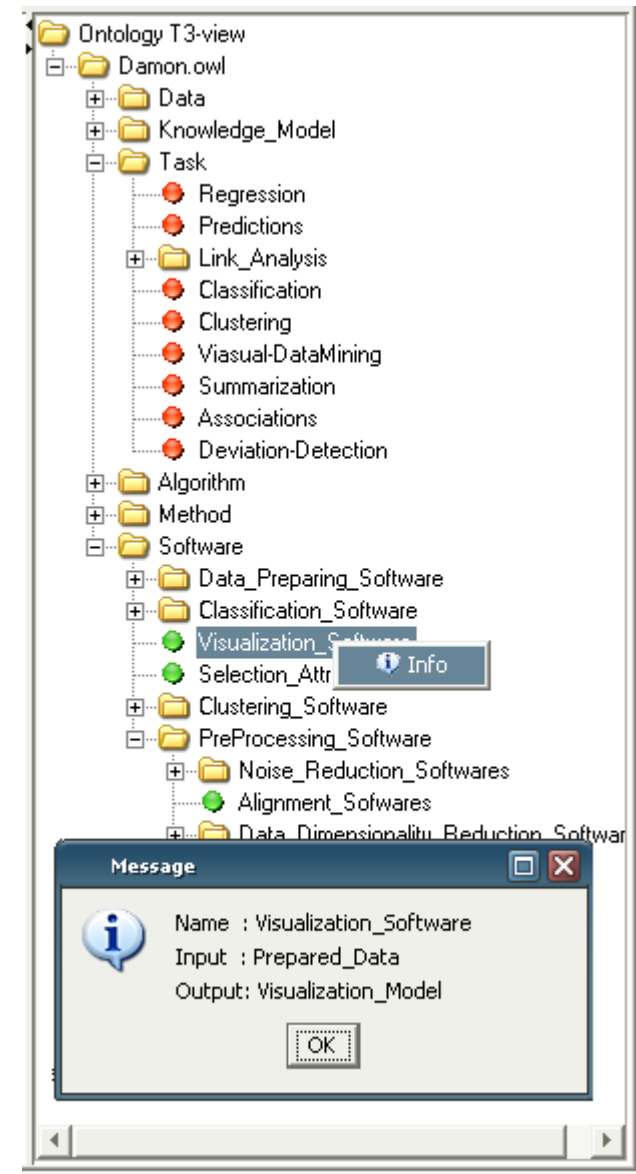 Ontology T3-view
Damon.owl
Data
Knowledge_Model
Task
Regression
Predictions
Link_Analysis
Classification
Clustering
Viasual-DataMining
Summarization
Associations
Deviation-Detection
Algorithm
Method
Software
Data_Preparing_Software
Classification_Software
Visualization_Software
Info
Selection_Attr
Clustering_Software
PreProcessing_Software
Noise_Reduction_Softwares
Alignment_Sofwares
Data_Dimensionality_Reduction_Softwar
Message
Name : Visualization_Software
Input : Prepared_Data
Output: Visualization_Model
OK